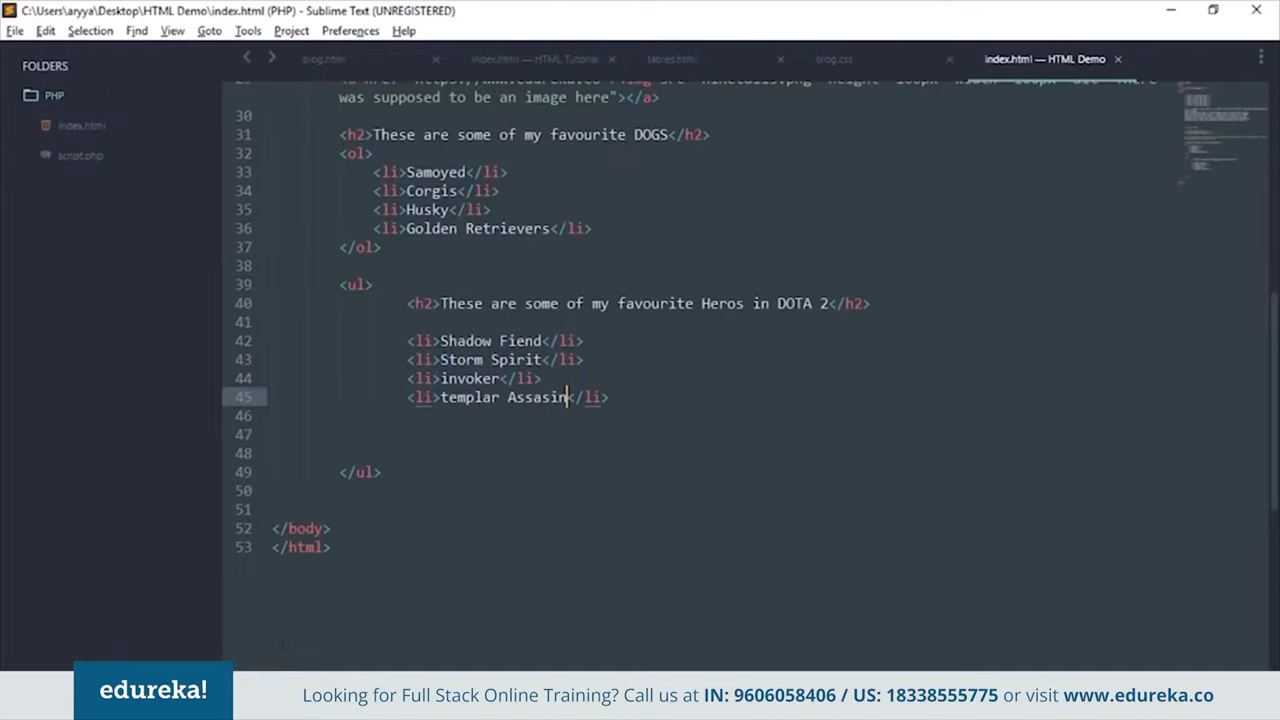 C:\Users\aryya\Desktop\HTML Demo\index.html (PHP) - Sublime Text (UNREGISTERED)
File Edit Selection Find View Goto Tools Project Preferences Help
FOLDERS
PHP
index.html
script.php
blog.html index.html — HTML Tutorial tables.html blog.css index.html — HTML Demo
was supposed to be an image here"></a>
30
31 <h2>These are some of my favourite DOGS</h2>
32 <ol>
33 <li>Samoyed</li>
34 <li>Corgis</li>
35 <li>Husky</li>
36 <li>Golden Retrievers</li>
37 </ol>
38
39 <ul>
40 <h2>These are some of my favourite Heros in DOTA 2</h2>
41
42 <li>Shadow Fiend</li>
43 <li>Storm Spirit</li>
44 <li>invoker</li>
45 <li>templar Assasin</li>
46
47
48
49 </ul>
50
51
52 </body>
53 </html>
edureka!
Looking for Full Stack Online Training? Call us at IN: 9606058406 / US: 18338555775 or visit www.edureka.co